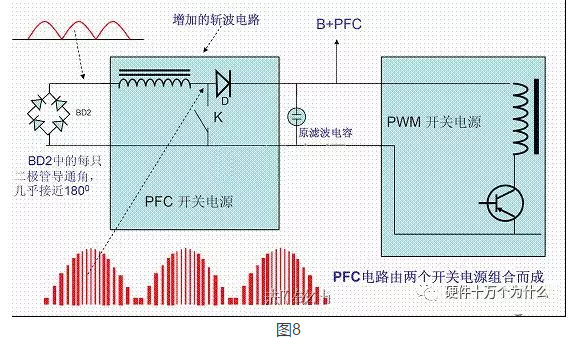 增加的斩波电路
B+PFC
BD2
D
K
原滤波电容
PWM 开关电源
BD2中的每只
二极管导通角,
几乎接近180⁰
PFC 开关电源
PFC电路由两个开关电源组合而成
硬件十万个为什么
图8